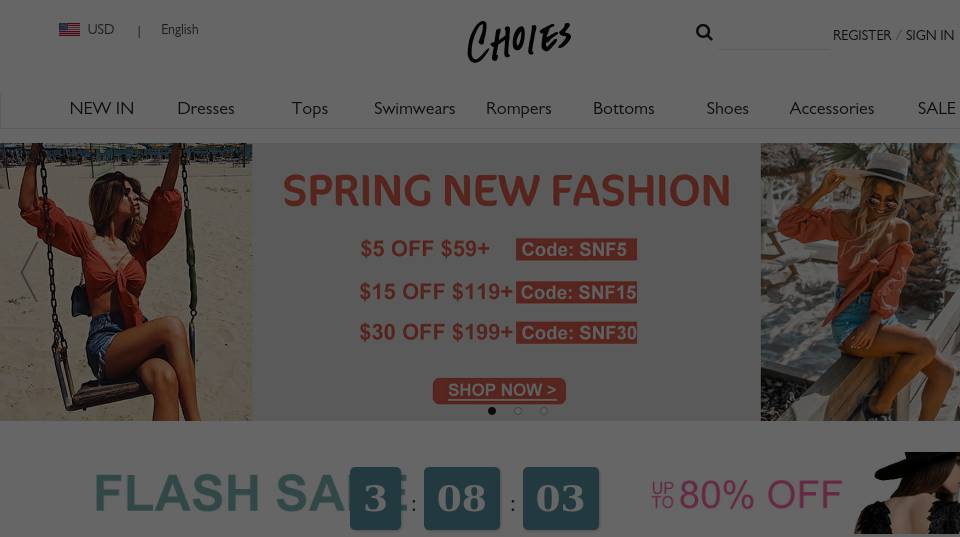 USD | English
CHOIES
REGISTER / SIGN IN
NEW IN Dresses Tops Swimwears Rompers Bottoms Shoes Accessories SALE
SPRING NEW FASHION
$5 OFF $59+ Code: SNF5
$15 OFF $119+ Code: SNF15
$30 OFF $199+ Code: SNF30
SHOP NOW >
FLASH SALE 3 : 08 : 03 UP TO 80% OFF